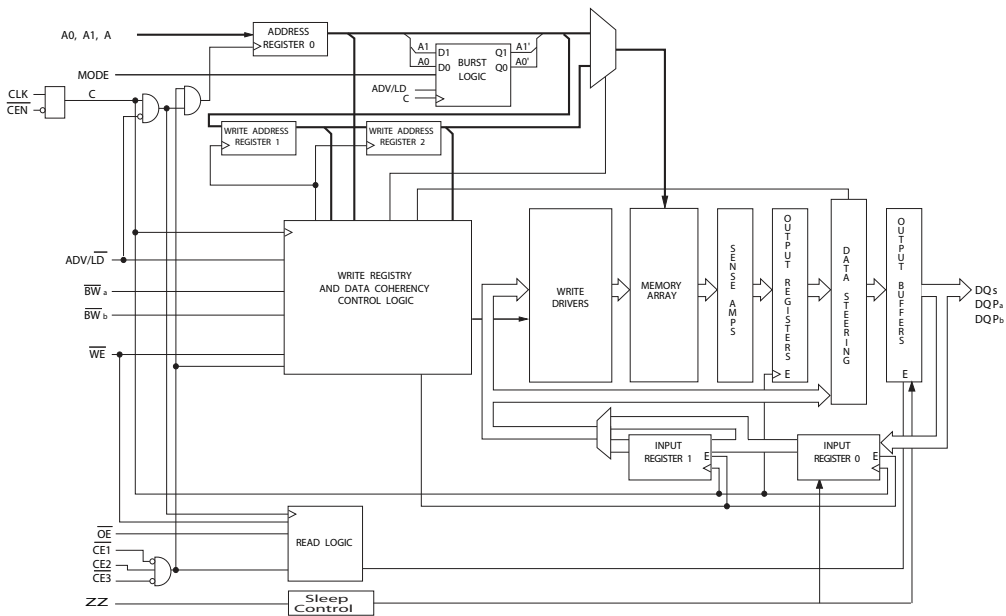 A0, A1, A
ADDRESS
REGISTER 0
A1
A0
D1
D0
BURST
LOGIC
Q1
Q0
A1'
A0'
MODE
ADV/LD
C
CLK
CEN
C
WRITE ADDRESS
REGISTER 1
WRITE ADDRESS
REGISTER 2
ADV/LD
BW a
BW b
WE
WRITE REGISTRY
AND DATA COHERENCY
CONTROL LOGIC
WRITE
DRIVERS
MEMORY
ARRAY
SENSE AMPS
OUTPUT REGISTERS
E
DATA STEERING
OUTPUT BUFFERS
E
DQs
DQPa
DQPb
INPUT
REGISTER 1
E
INPUT
REGISTER 0
E
OE
CE1
CE2
CE3
READ LOGIC
ZZ
Sleep
Control